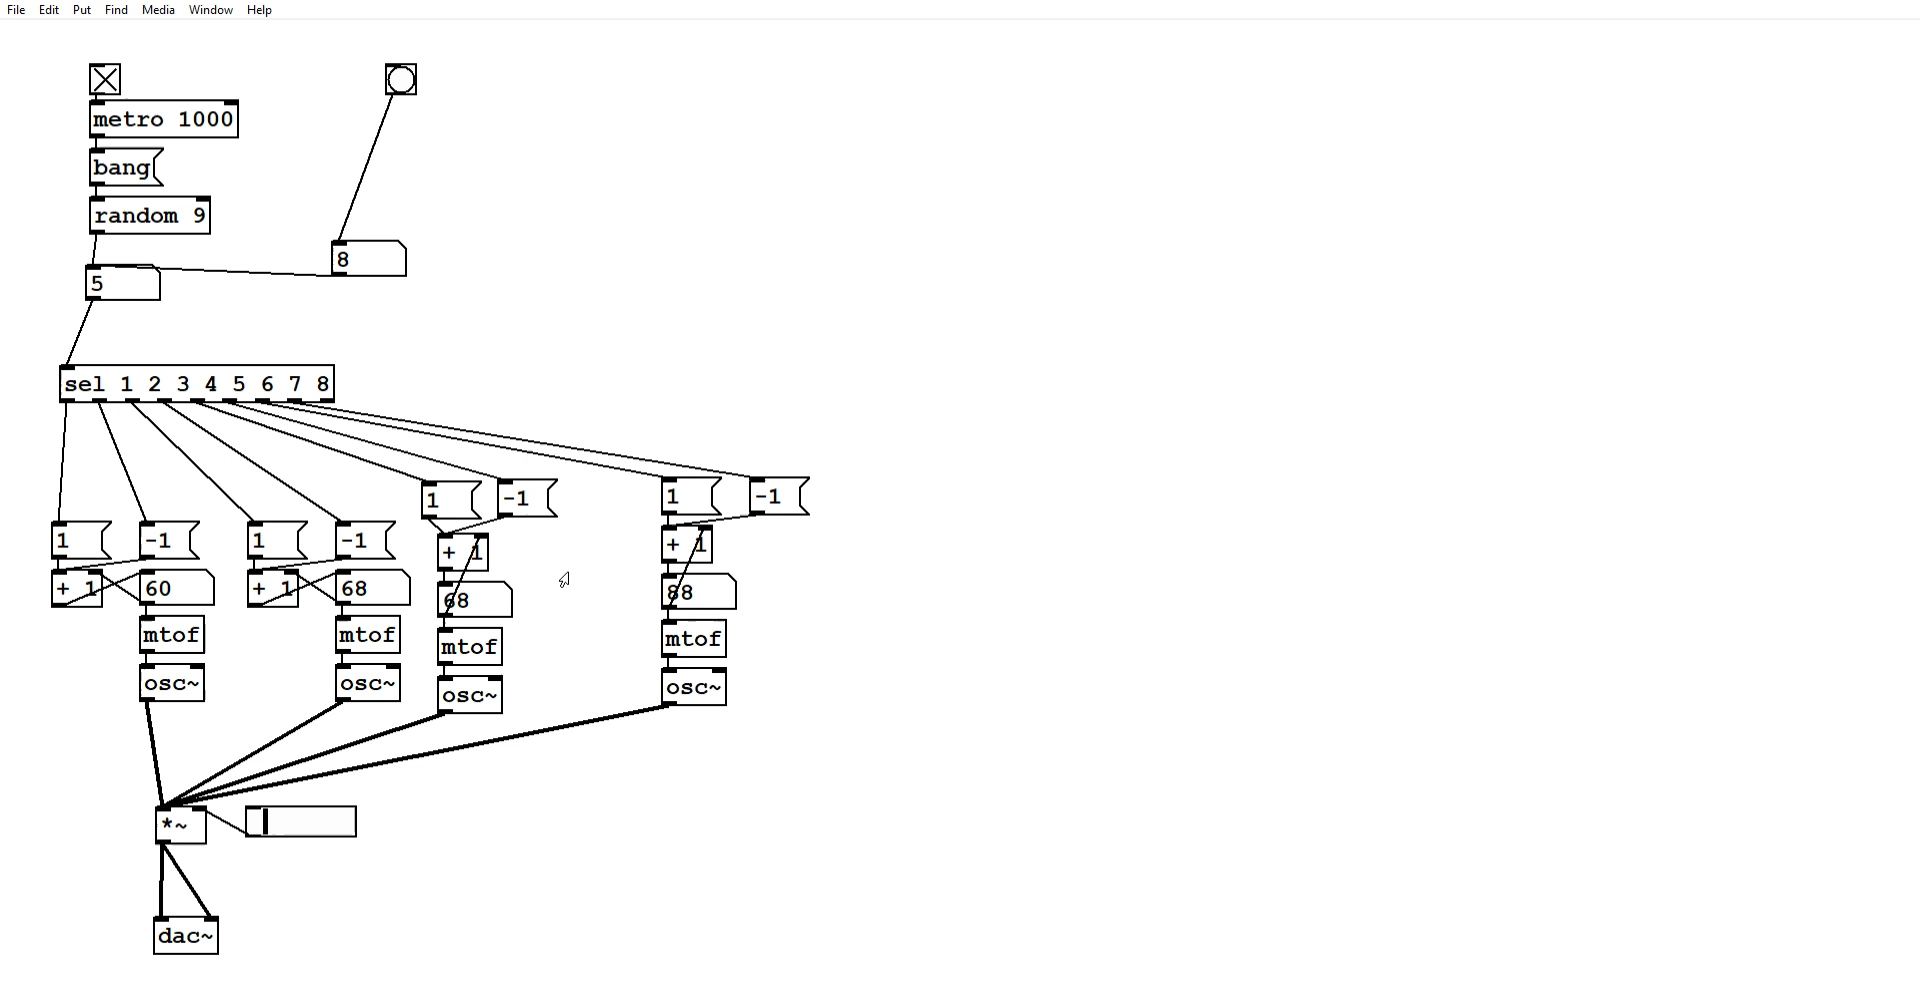 File Edit Put Find Media Window Help
metro 1000
bang
random 9
8
5
sel 1 2 3 4 5 6 7 8
1 -1 1 -1
1 -1 1 -1
+ 1 + 1
+ 1 60 + 1 68
68 88
mtof mtof mtof mtof
osc~ osc~ osc~ osc~
*~
dac~